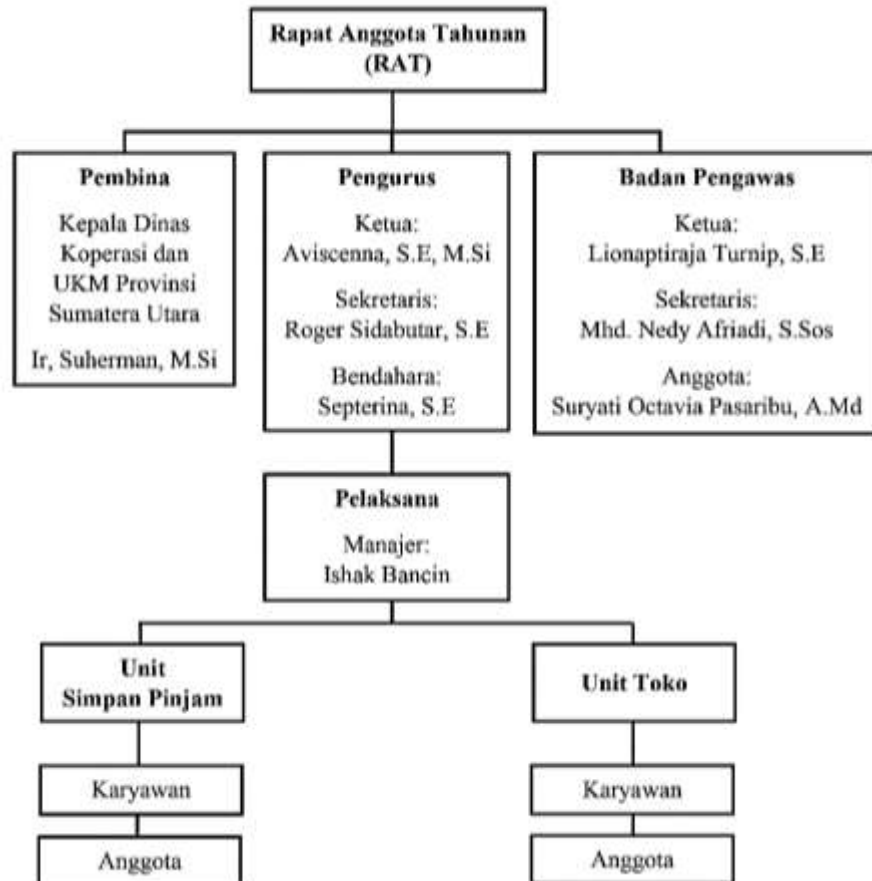 Rapat Anggota Tahunan
(RAT)
Pembina
Kepala Dinas
Koperasi dan
UKM Provinsi
Sumatera Utara
Ir, Suherman, M.Si
Pengurus
Ketua:
Aviscenna, S.E, M.Si
Sekretaris:
Roger Sidabutar, S.E
Bendahara:
Septerina, S.E
Badan Pengawas
Ketua:
Lionaptiraja Turnip, S.E
Sekretaris:
Mhd. Nedy Afriadi, S.Sos
Anggota:
Suryati Octavia Pasaribu, A.Md
Pelaksana
Manajer:
Ishak Bancin
Unit
Simpan Pinjam
Karyawan
Anggota
Unit Toko
Karyawan
Anggota